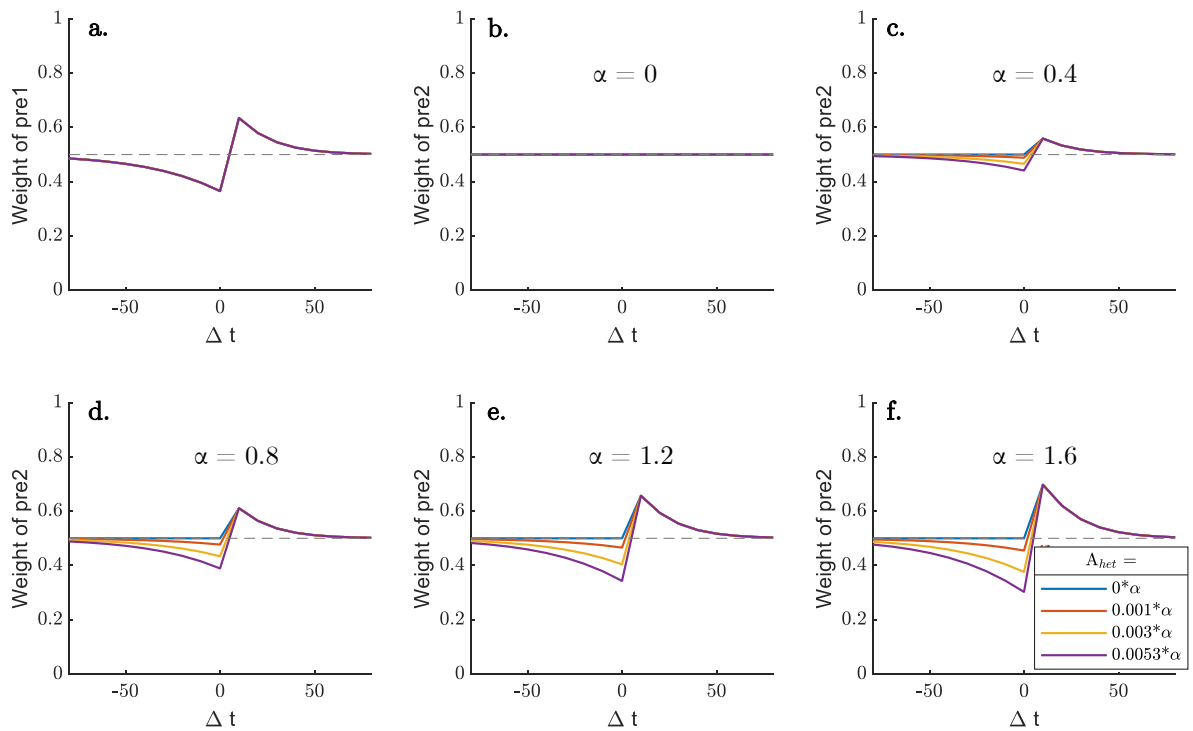 a.
1
0.8
0.6
0.4
0.2
0
Weight of pre1
-50 0 50
Δ t
b.
α = 0
1
0.8
0.6
0.4
0.2
0
Weight of pre2
-50 0 50
Δ t
c.
α = 0.4
1
0.8
0.6
0.4
0.2
0
Weight of pre2
-50 0 50
Δ t
d.
α = 0.8
1
0.8
0.6
0.4
0.2
0
Weight of pre2
-50 0 50
Δ t
e.
α = 1.2
1
0.8
0.6
0.4
0.2
0
Weight of pre2
-50 0 50
Δ t
f.
α = 1.6
1
0.8
0.6
0.4
0.2
0
Weight of pre2
-50 0 50
Δ t
A_het =
0*α
0.001*α
0.003*α
0.0053*α